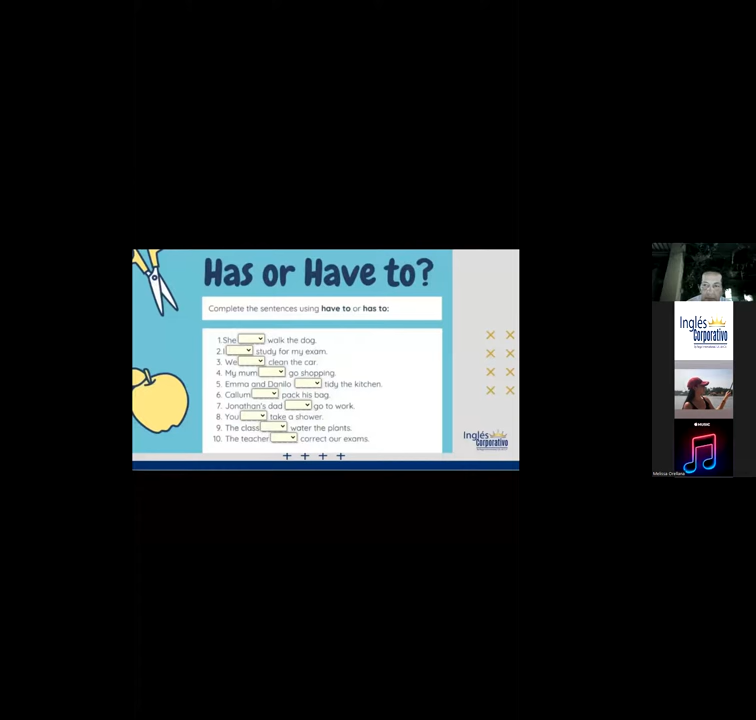 Has or Have to?
Complete the sentences using have to or has to:
1.She walk the dog.
2.I study for my exam.
3. We clean the car.
4. My mum go shopping.
5. Emma and Danilo tidy the kitchen.
6. Callum pack his bag.
7. Jonathan's dad go to work.
8. You take a shower.
9. The class water the plants.
10. The teacher correct our exams.
Inglés
Corporativo
Inglés
Corporativo
MUSIC
Melissa Orellana